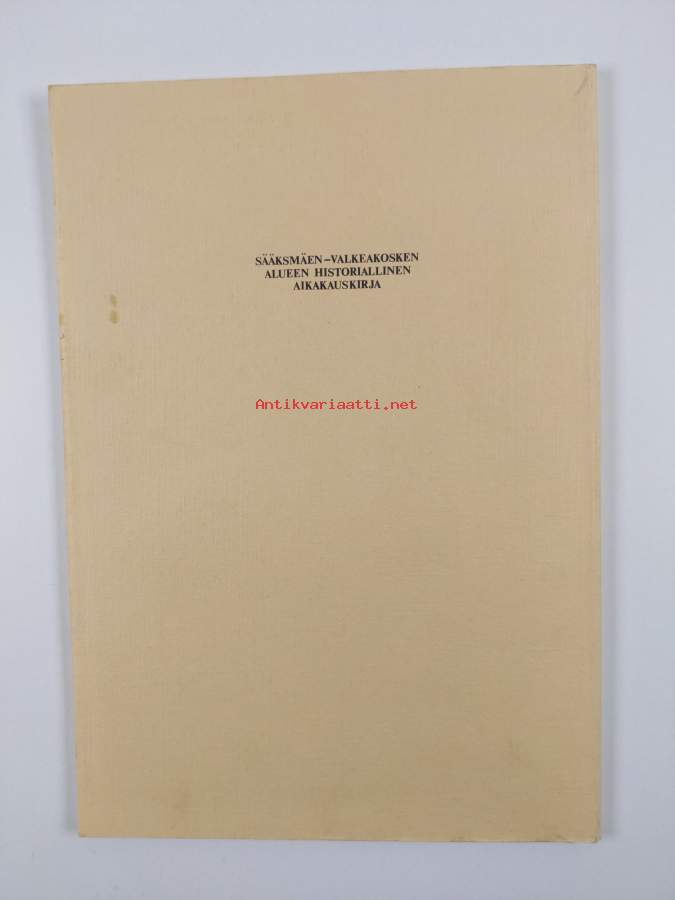 SÄÄKSMÄEN–VALKEAKOSKEN
ALUEEN HISTORIALLINEN
AIKAKAUSKIRJA
Antikvariaatti.net